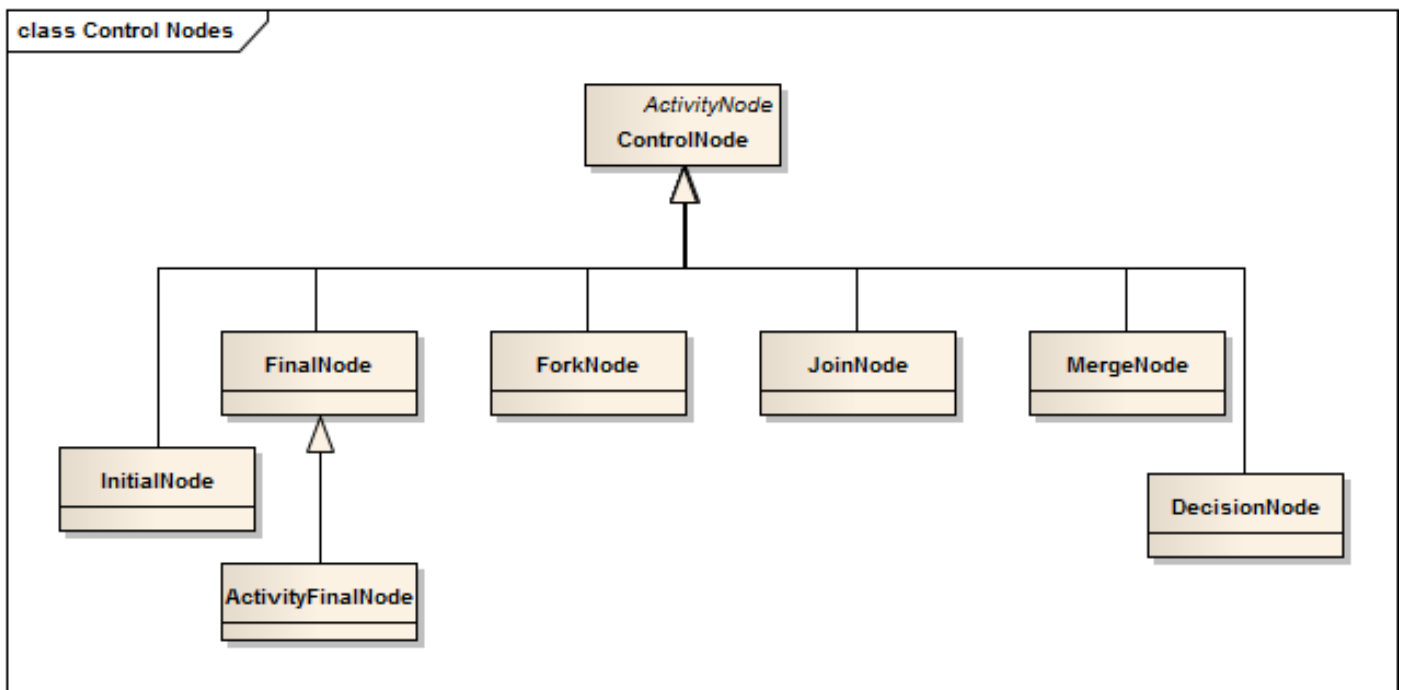 class Control Nodes
ActivityNode
ControlNode
FinalNode
ForkNode
JoinNode
MergeNode
InitialNode
DecisionNode
ActivityFinalNode